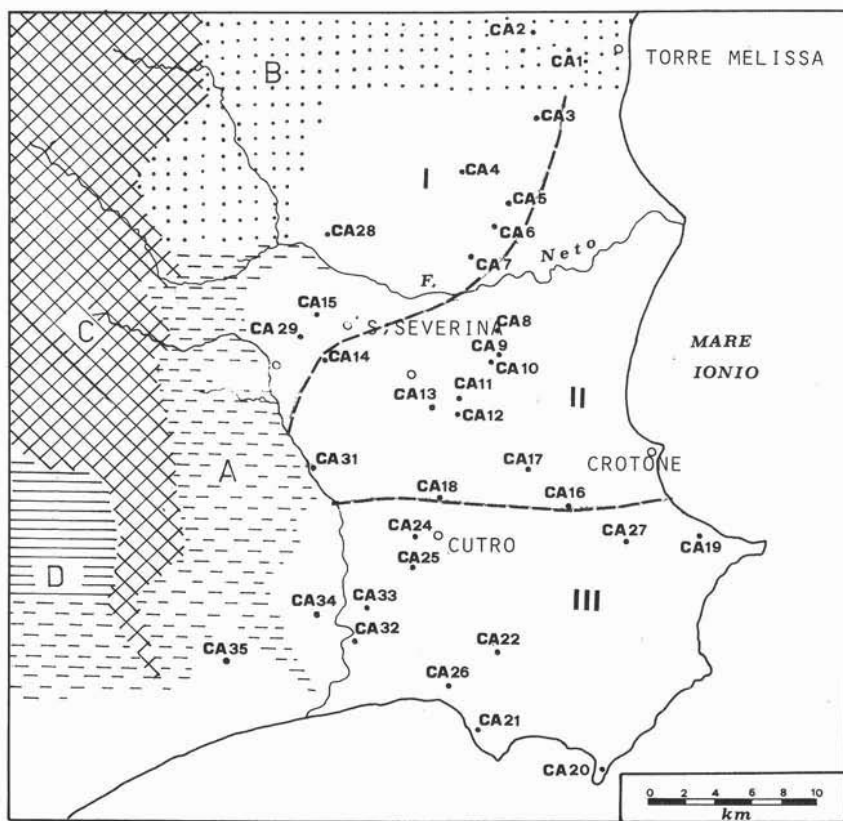 CA2
B
CA1
TORRE MELISSA
CA3
I
CA4
CA5
CA6
CA28
Neto
CA7
F.
CA15
S, SEVERINA
CA8
C
CA29
CA9
MARE
IONIO
CA14
CA10
CA11
II
CA13
CA12
A
CA31
CA17
CROTONE
CA18
CA16
CA24
CUTRO
CA27
CA19
CA25
D
CA33
III
CA34
CA32
CA22
CA35
CA26
CA21
CA20
0 2 4 6 8 10
km